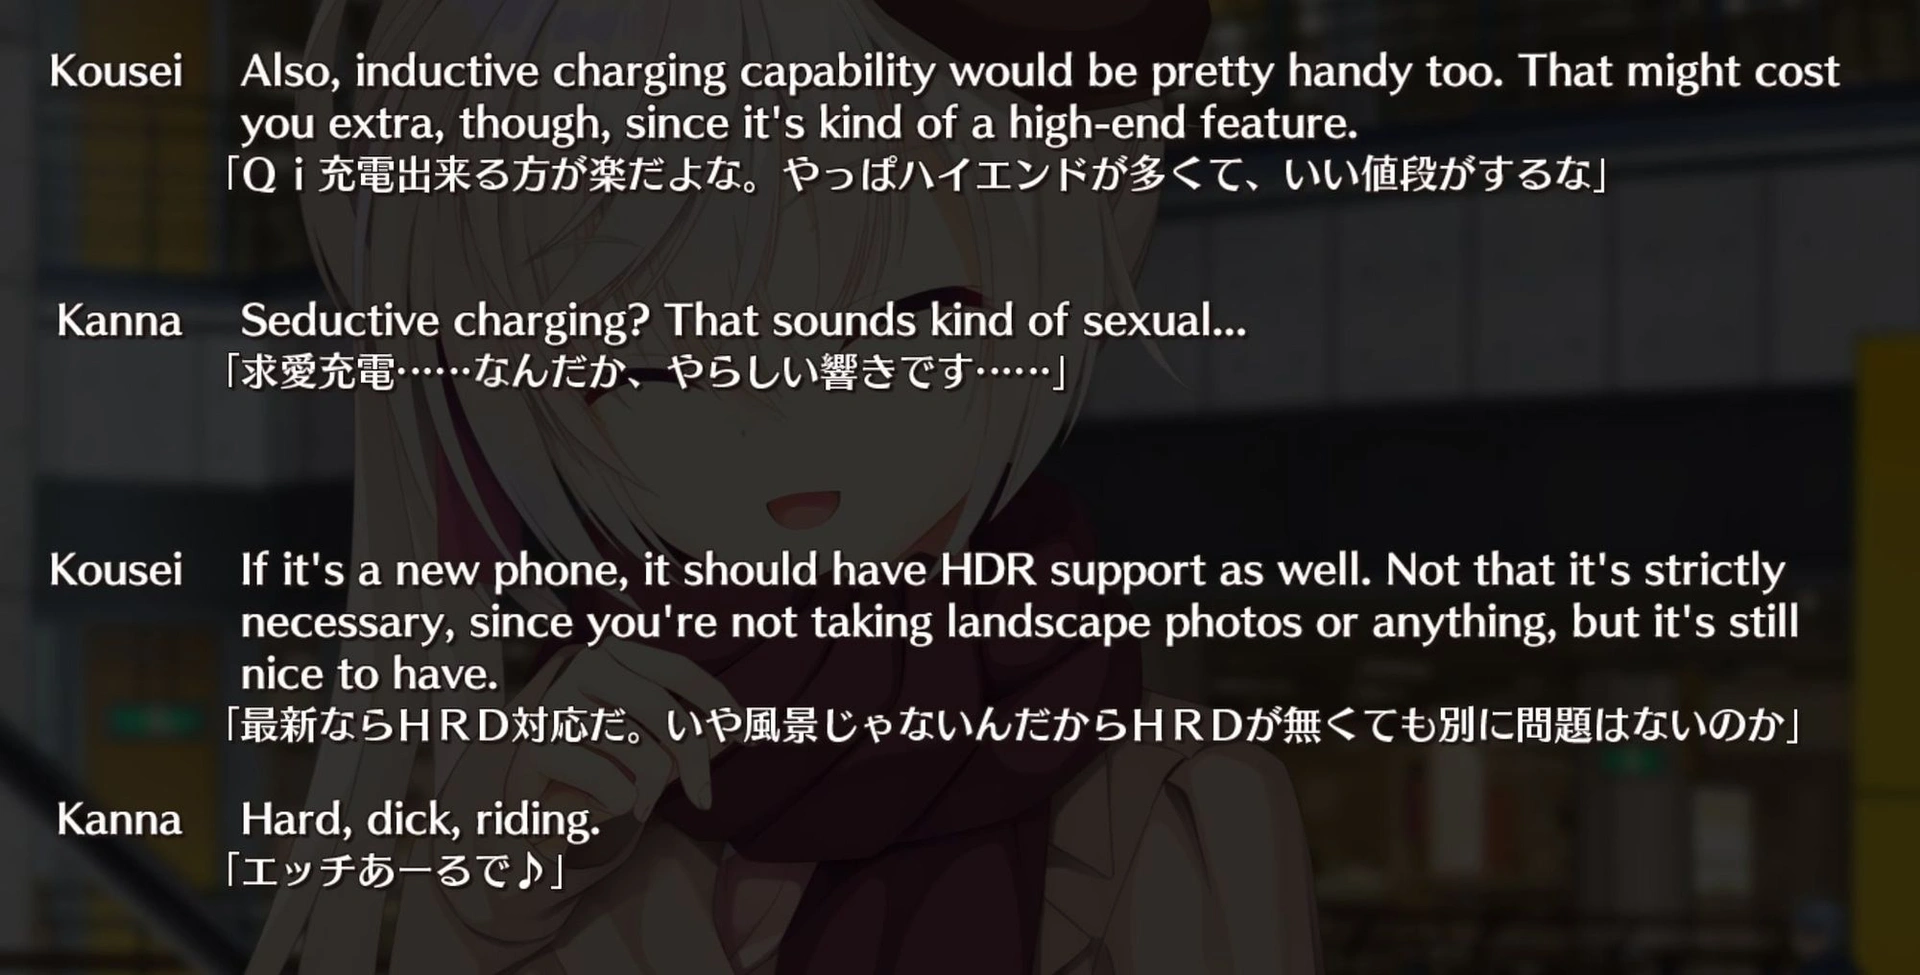 Kousei Also, inductive charging capability would be pretty handy too. That might cost
you extra, though, since it's kind of a high-end feature.
「Ｑｉ充電出来る方が楽だよな。やっぱハイエンドが多くて、いい値段がするな」
Kanna Seductive charging? That sounds kind of sexual...
「求愛充電……なんだか、やらしい響きです……」
Kousei If it's a new phone, it should have HDR support as well. Not that it's strictly
necessary, since you're not taking landscape photos or anything, but it's still
nice to have.
「最新ならＨＲＤ対応だ。いや風景じゃないんだからＨＲＤが無くても別に問題はないのか」
Kanna Hard, dick, riding.
「エッチあーるで♪」